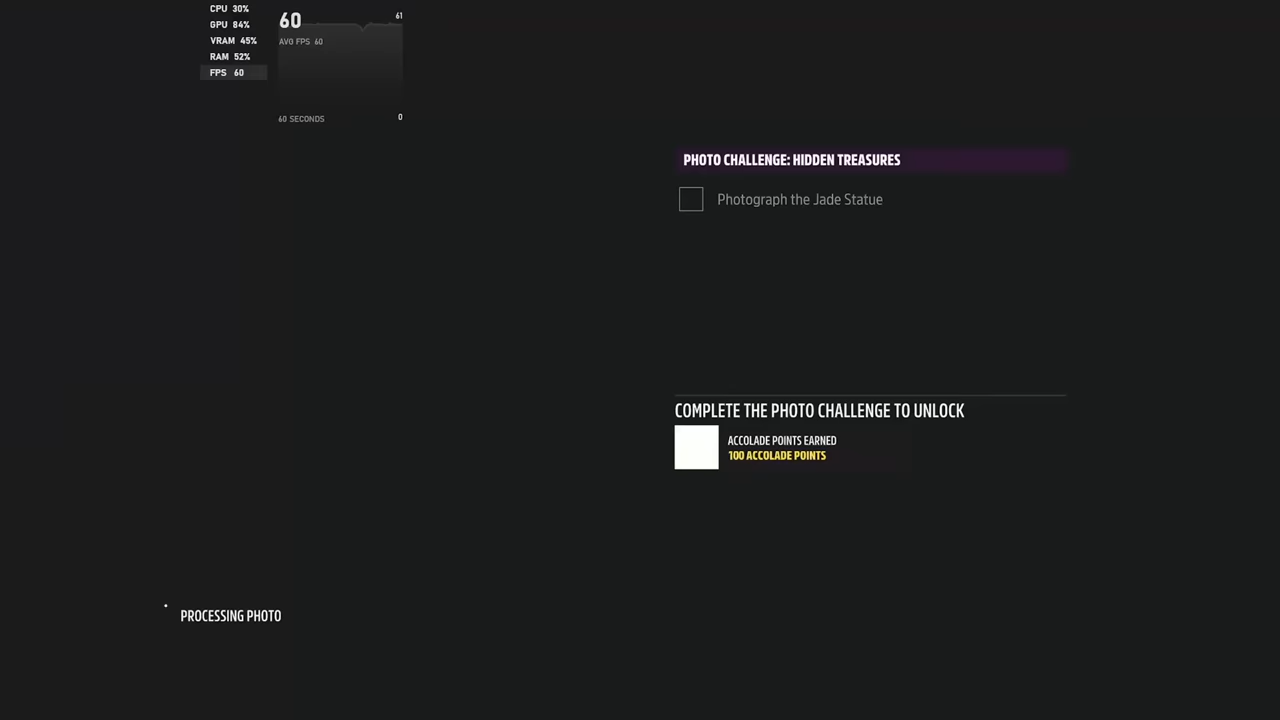 CPU 30%
GPU 84%
VRAM 45%
RAM 52%
FPS 60
60
61
AVG FPS 60
60 SECONDS
0
PHOTO CHALLENGE: HIDDEN TREASURES
Photograph the Jade Statue
COMPLETE THE PHOTO CHALLENGE TO UNLOCK
ACCOLADE POINTS EARNED
100 ACCOLADE POINTS
PROCESSING PHOTO